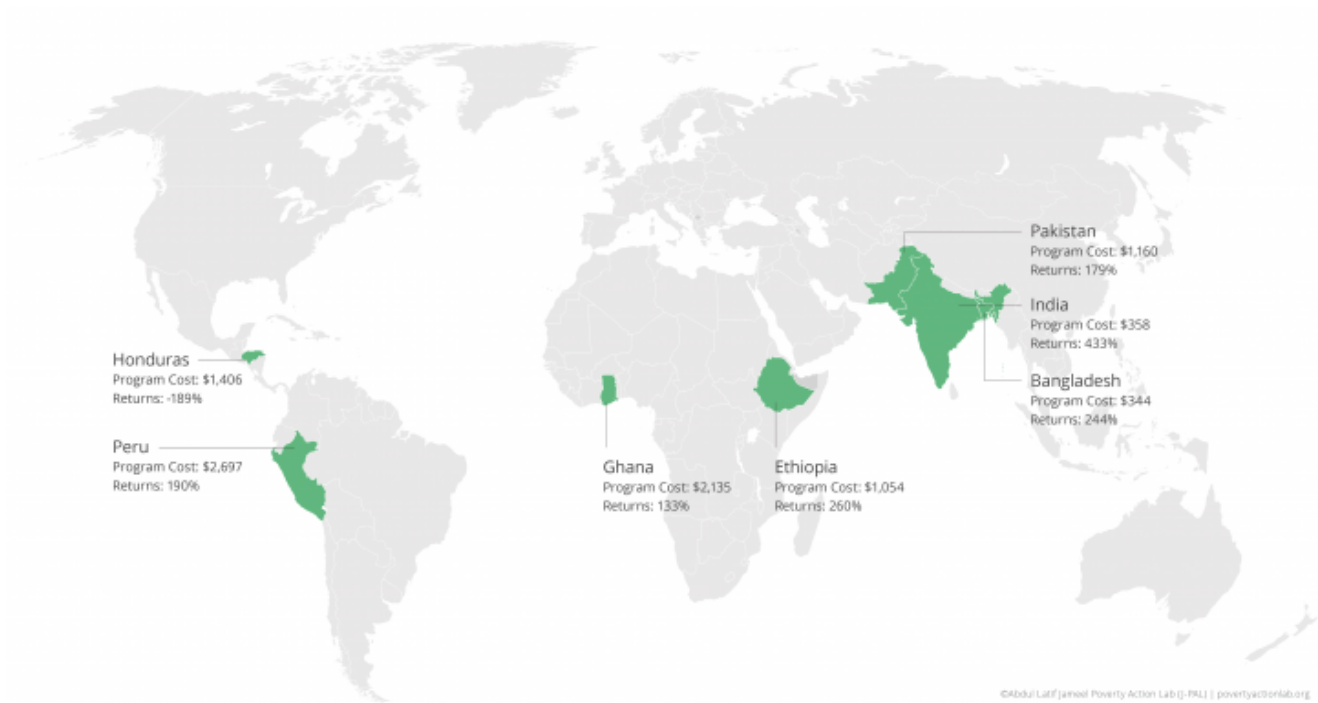 Pakistan
Program Cost: $1,160
Returns: 179%
India
Program Cost: $358
Returns: 433%
Bangladesh
Program Cost: $344
Returns: 244%
Honduras
Program Cost: $1,406
Returns: -189%
Peru
Program Cost: $2,697
Returns: 190%
Ghana
Program Cost: $2,135
Returns: 133%
Ethiopia
Program Cost: $1,054
Returns: 260%
©Abdul Latif Jameel Poverty Action Lab (J-PAL) | povertyactionlab.org